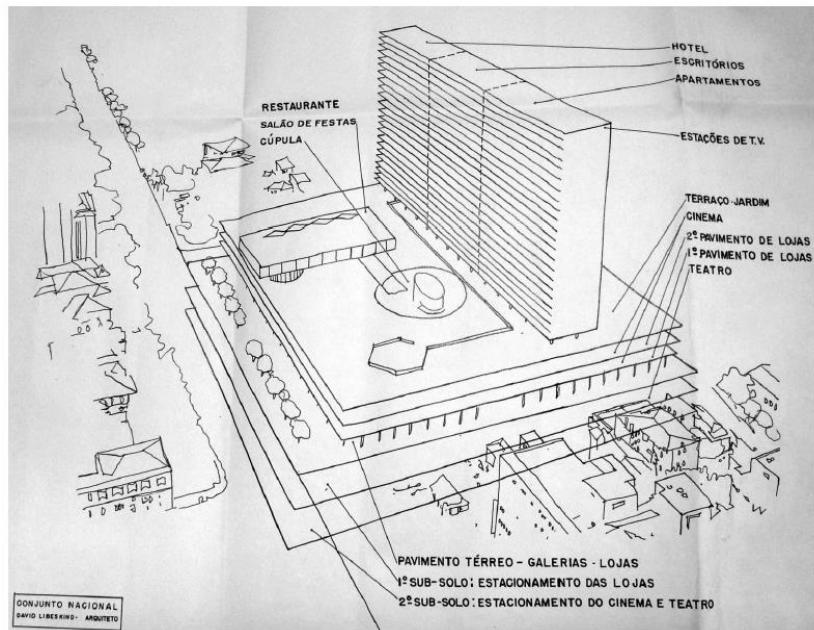 HOTEL
ESCRITÓRIOS
APARTAMENTOS
ESTAÇÕES DE T.V.
RESTAURANTE
SALÃO DE FESTAS
CÚPULA
TERRAÇO-JARDIM
CINEMA
2º PAVIMENTO DE LOJAS
1º PAVIMENTO DE LOJAS
TEATRO
PAVIMENTO TÉRREO - GALERIAS - LOJAS
1º SUB-SOLO: ESTACIONAMENTO DAS LOJAS
2º SUB-SOLO: ESTACIONAMENTO DO CINEMA E TEATRO
CONJUNTO NACIONAL
DAVID LIBESKIND - ARQUITETO